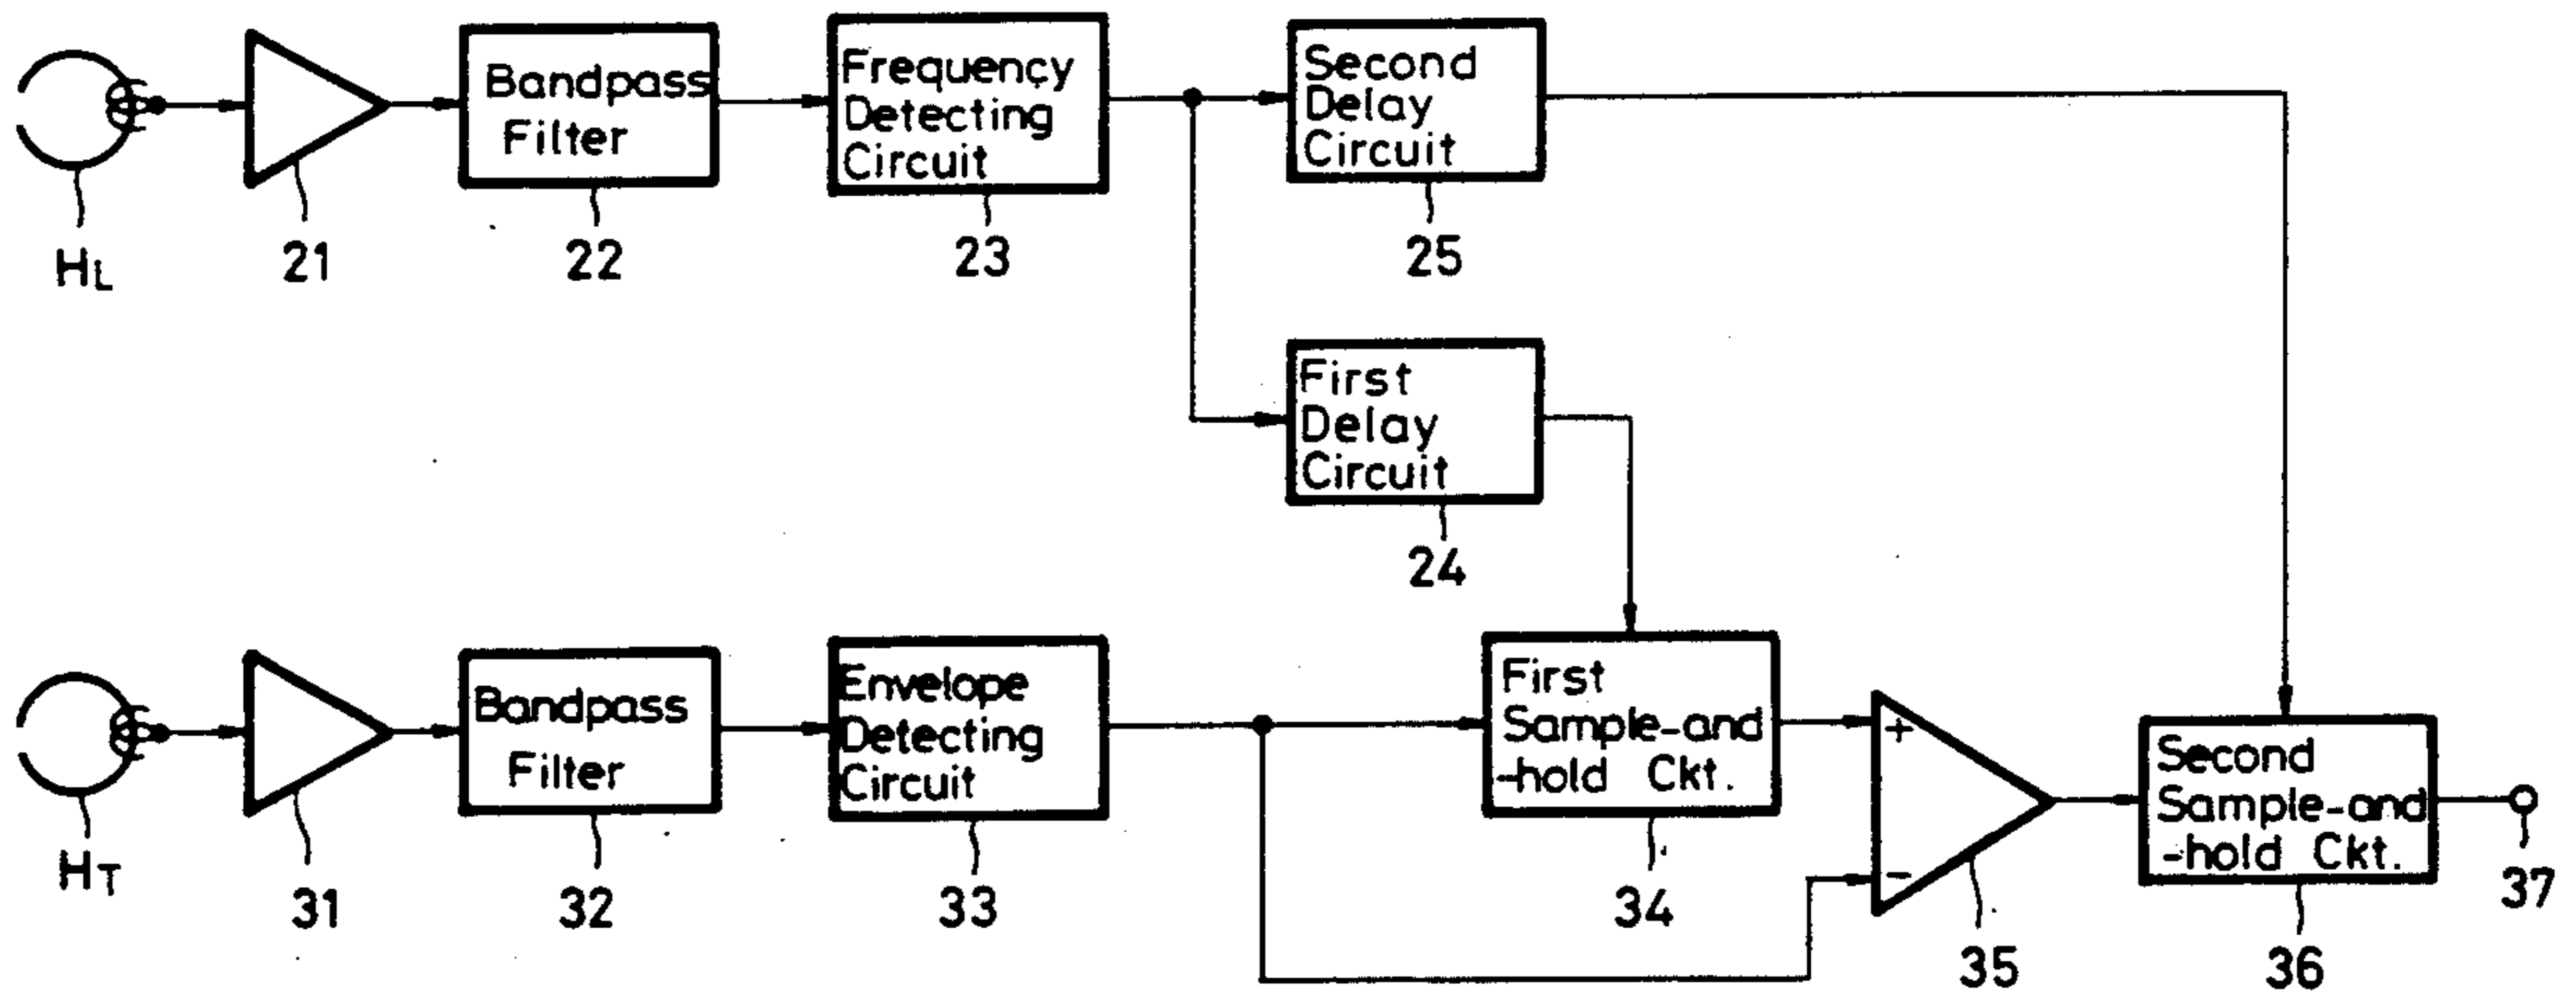 Bandpass
Filter
Frequency
Detecting
Circuit
Second
Delay
Circuit
HL
21
22
23
25
First
Delay
Circuit
24
Bandpass
Filter
Envelope
Detecting
Circuit
First
Sample-and
-hold Ckt.
+
-
Second
Sample-and
-hold Ckt.
HT
31
32
33
34
35
36
37